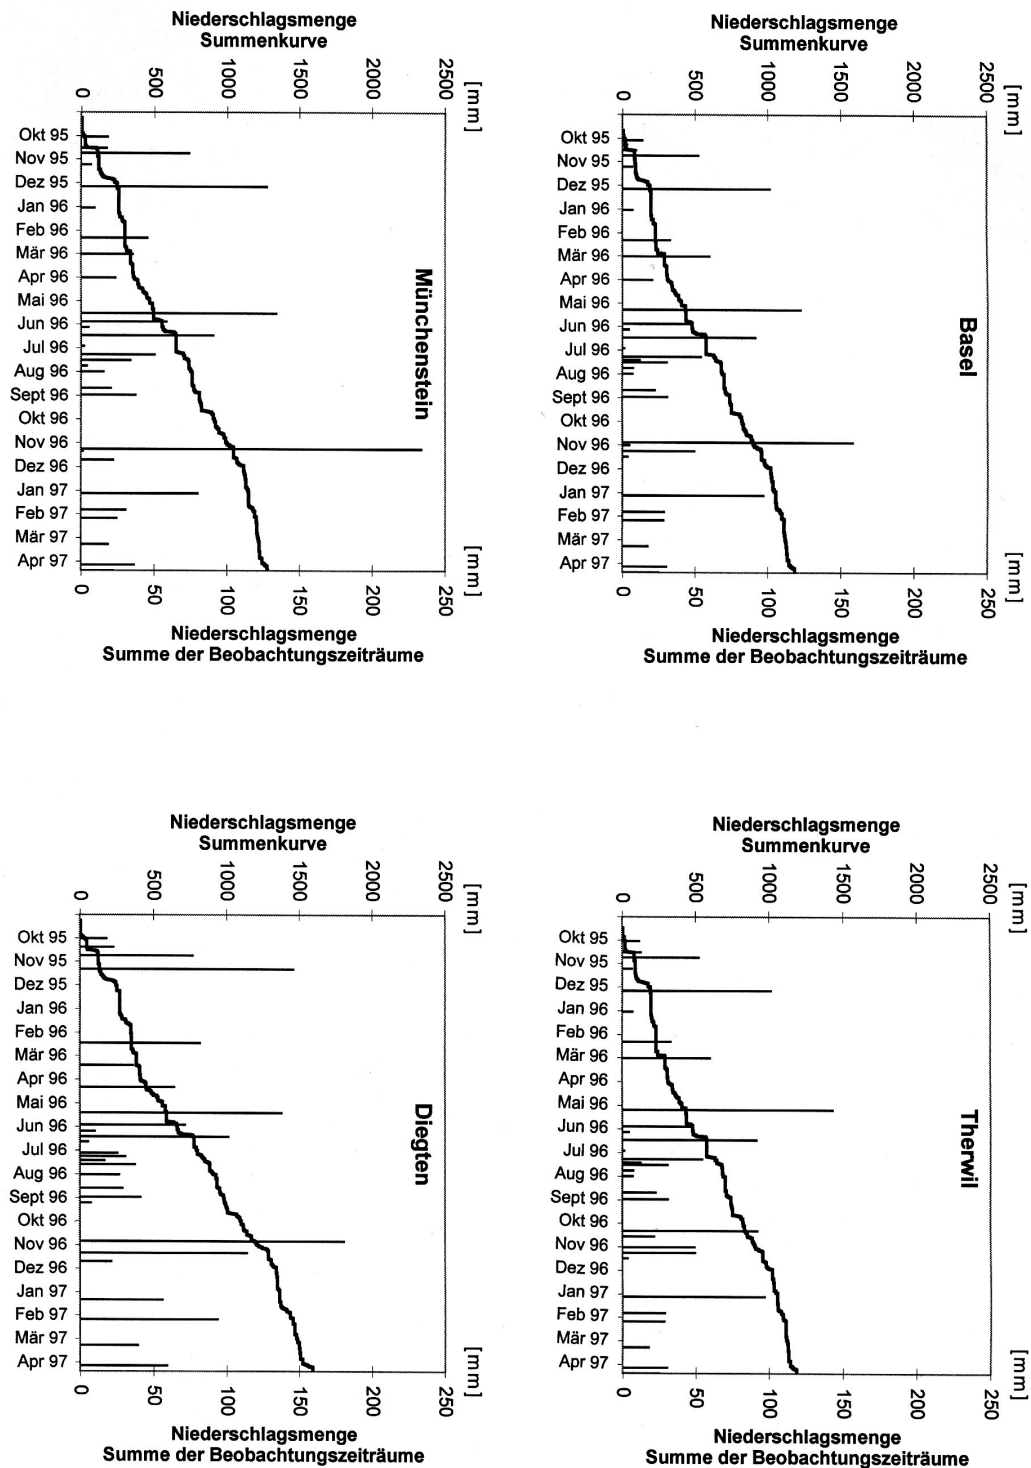 Niederschlagsmenge
Summenkurve
[mm]
0
500
1000
1500
2000
2500
Okt 95
Nov 95
Dez 95
Jan 96
Feb 96
Mär 96
Apr 96
Mai 96
Jun 96
Jul 96
Aug 96
Sept 96
Okt 96
Nov 96
Dez 96
Jan 97
Feb 97
Mär 97
Apr 97
Münchenstein
[mm]
0
50
100
150
200
250
Niederschlagsmenge
Summe der Beobachtungszeiträume
Niederschlagsmenge
Summenkurve
[mm]
0
500
1000
1500
2000
2500
Okt 95
Nov 95
Dez 95
Jan 96
Feb 96
Mär 96
Apr 96
Mai 96
Jun 96
Jul 96
Aug 96
Sept 96
Okt 96
Nov 96
Dez 96
Jan 97
Feb 97
Mär 97
Apr 97
Basel
[mm]
0
50
100
150
200
250
Niederschlagsmenge
Summe der Beobachtungszeiträume
Niederschlagsmenge
Summenkurve
[mm]
0
500
1000
1500
2000
2500
Okt 95
Nov 95
Dez 95
Jan 96
Feb 96
Mär 96
Apr 96
Mai 96
Jun 96
Jul 96
Aug 96
Sept 96
Okt 96
Nov 96
Dez 96
Jan 97
Feb 97
Mär 97
Apr 97
Diegten
[mm]
0
50
100
150
200
250
Niederschlagsmenge
Summe der Beobachtungszeiträume
Niederschlagsmenge
Summenkurve
[mm]
0
500
1000
1500
2000
2500
Okt 95
Nov 95
Dez 95
Jan 96
Feb 96
Mär 96
Apr 96
Mai 96
Jun 96
Jul 96
Aug 96
Sept 96
Okt 96
Nov 96
Dez 96
Jan 97
Feb 97
Mär 97
Apr 97
Therwil
[mm]
0
50
100
150
200
250
Niederschlagsmenge
Summe der Beobachtungszeiträume